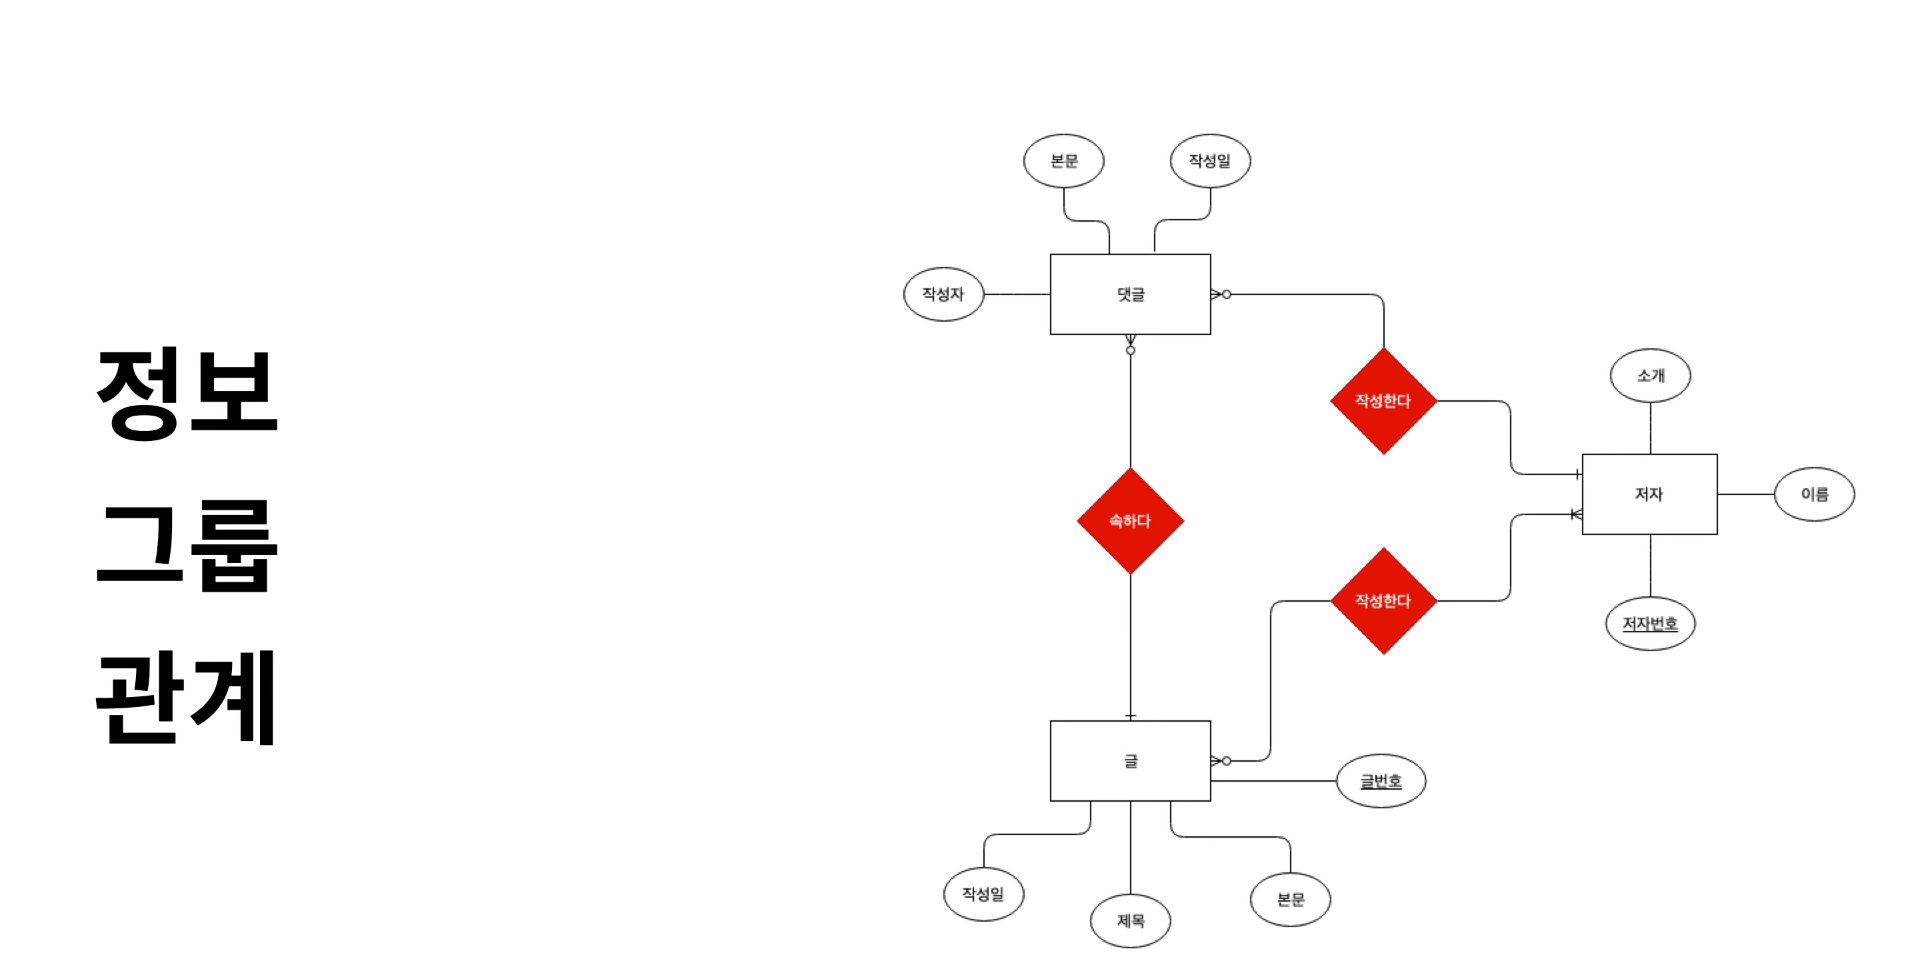 정보
그룹
관계
본문
작성일
작성자
댓글
작성한다
소개
저자
이름
속하다
작성한다
저자번호
글
글번호
작성일
제목
본문